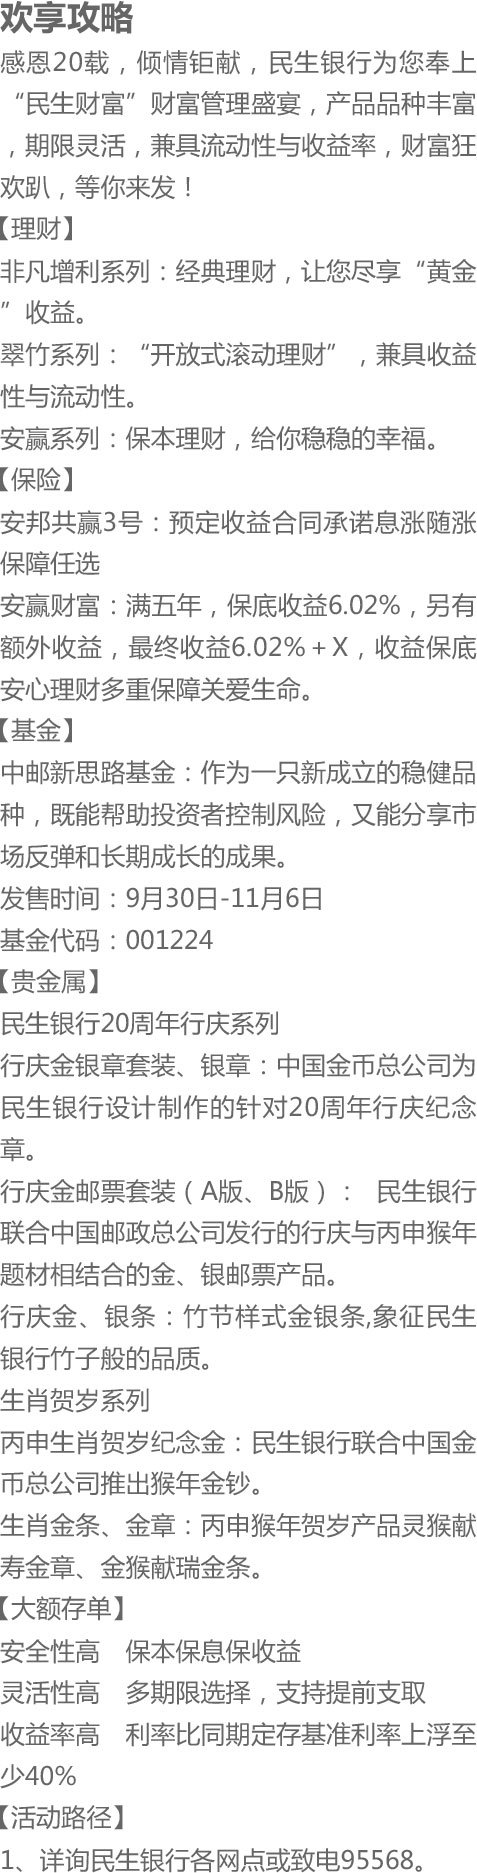 欢享攻略
感恩20载，倾情钜献，民生银行为您奉上
“民生财富”财富管理盛宴，产品品种丰富
，期限灵活，兼具流动性与收益率，财富狂
欢趴，等你来发！
【理财】
非凡增利系列：经典理财，让您尽享“黄金
”收益。
翠竹系列：“开放式滚动理财”，兼具收益
性与流动性。
安赢系列：保本理财，给你稳稳的幸福。
【保险】
安邦共赢3号：预定收益合同承诺息涨随涨
保障任选
安赢财富：满五年，保底收益6.02%，另有
额外收益，最终收益6.02%＋X，收益保底
安心理财多重保障关爱生命。
【基金】
中邮新思路基金：作为一只新成立的稳健品
种，既能帮助投资者控制风险，又能分享市
场反弹和长期成长的成果。
发售时间：9月30日-11月6日
基金代码：001224
【贵金属】
民生银行20周年行庆系列
行庆金银章套装、银章：中国金币总公司为
民生银行设计制作的针对20周年行庆纪念
章。
行庆金邮票套装（A版、B版）： 民生银行
联合中国邮政总公司发行的行庆与丙申猴年
题材相结合的金、银邮票产品。
行庆金、银条：竹节样式金银条,象征民生
银行竹子般的品质。
生肖贺岁系列
丙申生肖贺岁纪念金：民生银行联合中国金
币总公司推出猴年金钞。
生肖金条、金章：丙申猴年贺岁产品灵猴献
寿金章、金猴献瑞金条。
【大额存单】
安全性高　保本保息保收益
灵活性高　多期限选择，支持提前支取
收益率高　利率比同期定存基准利率上浮至
少40%
【活动路径】
1、详询民生银行各网点或致电95568。